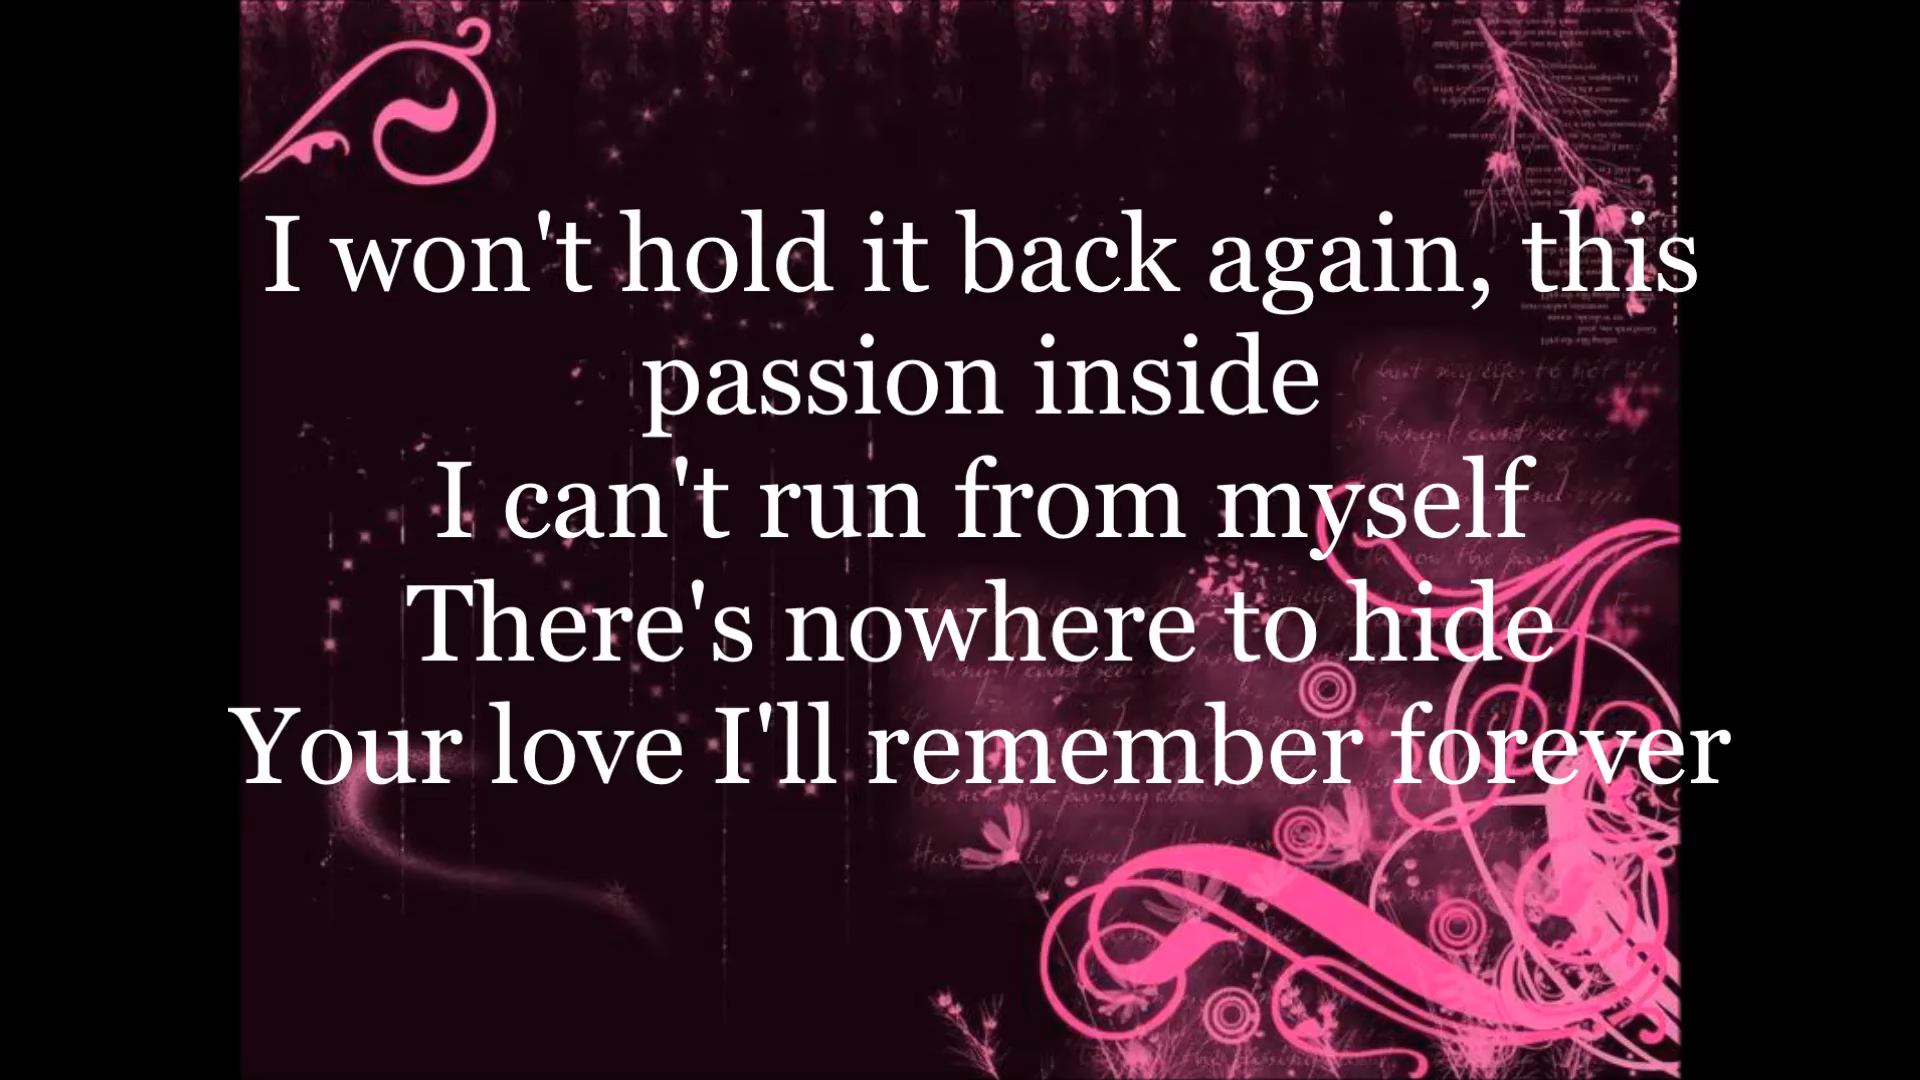 I won't hold it back again, this
passion inside
I can't run from myself
There's nowhere to hide
Your love I'll remember forever